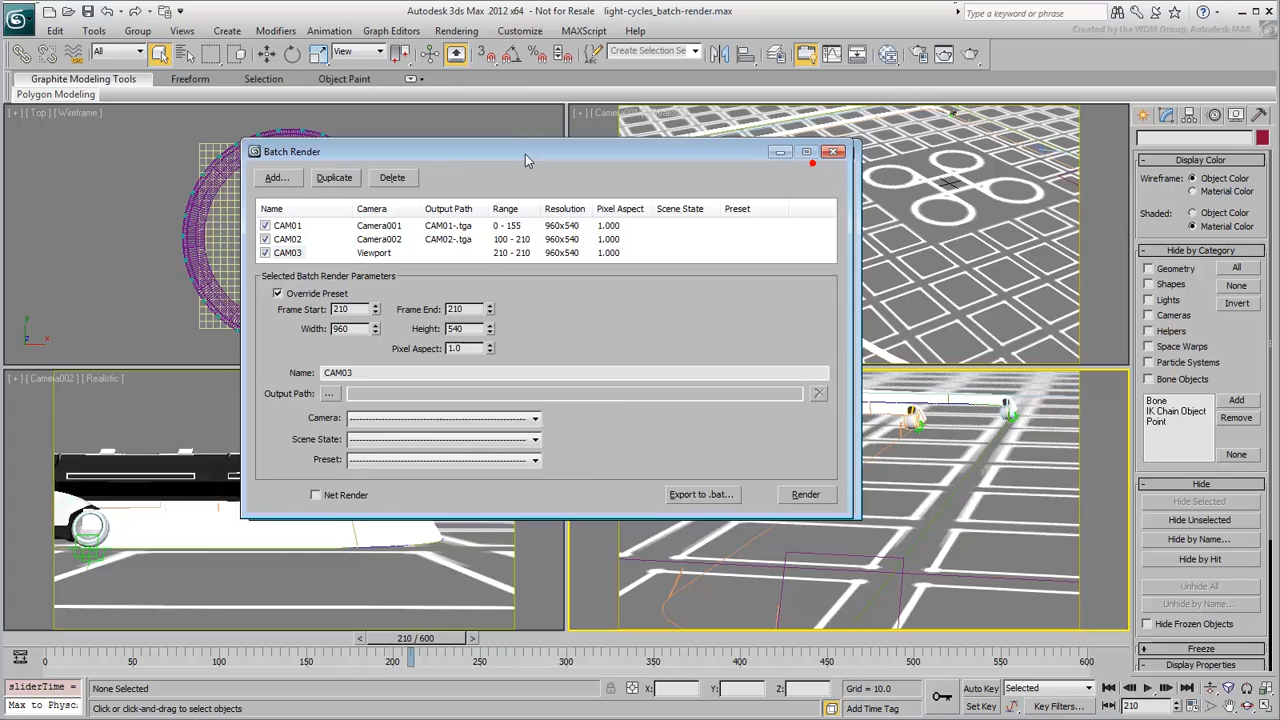 Autodesk 3ds Max 2012 x64 - Not for Resale light-cycles_batch-render.max
Type a keyword or phrase
Edit Tools Group Views Create Modifiers Animation Graph Editors Rendering Customize MAXScript Help
Created by the WDM Group, Autodesk MAE
All View Create Selection Se
Graphite Modeling Tools Freeform Selection Object Paint
Polygon Modeling
[ + ] [ Top ] [ Wireframe ]
Batch Render
Add... Duplicate Delete
Name Camera Output Path Range Resolution Pixel Aspect Scene State Preset
CAM01 Camera001 CAM01-.tga 0 - 155 960x540 1.000
CAM02 Camera002 CAM02-.tga 100 - 210 960x540 1.000
CAM03 Viewport 210 - 210 960x540 1.000
Selected Batch Render Parameters
Override Preset
Frame Start: 210 Frame End: 210
Width: 960 Height: 540
Pixel Aspect: 1.0
Name: CAM03
Output Path: ...
Camera:
Scene State:
Preset:
Net Render Export to .bat... Render
[ + ] [ Camera002 ] [ Realistic ]
Display Color
Wireframe: Object Color
Material Color
Shaded: Object Color
Material Color
Hide by Category
Geometry All
Shapes None
Lights Invert
Cameras
Helpers
Space Warps
Particle Systems
Bone Objects
Bone Add
IK Chain Object Remove
Point
None
Hide
Hide Selected
Hide Unselected
Hide by Name...
Hide by Hit
Unhide All
Unhide by Name...
Hide Frozen Objects
Freeze
Display Properties
< 210 / 600 >
0 50 100 150 200 250 300 350 400 450 500 550 600
sliderTime = None Selected X: Y: Z: Grid = 10.0 Auto Key Selected
Max to Physc Click or click-and-drag to select objects Add Time Tag Set Key Key Filters... 210